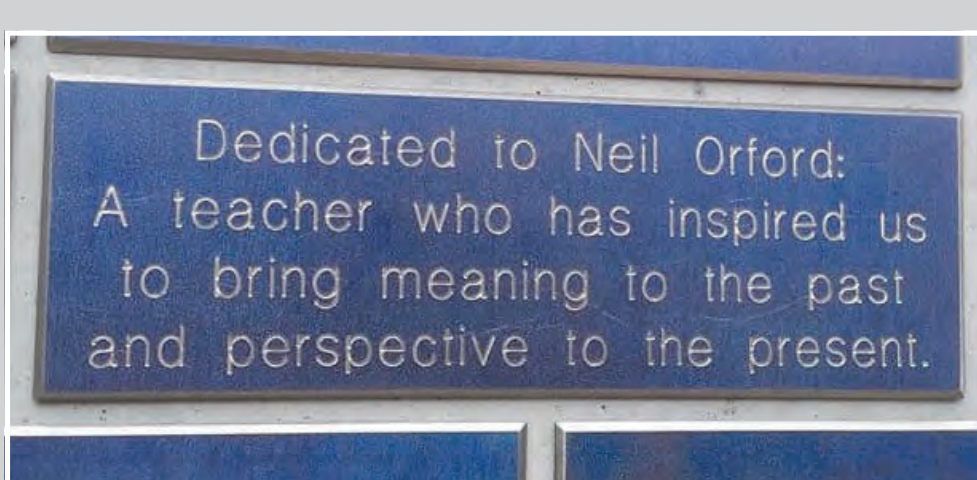 Dedicated to Neil Orford:
A teacher who has inspired us
to bring meaning to the past
and perspective to the present.